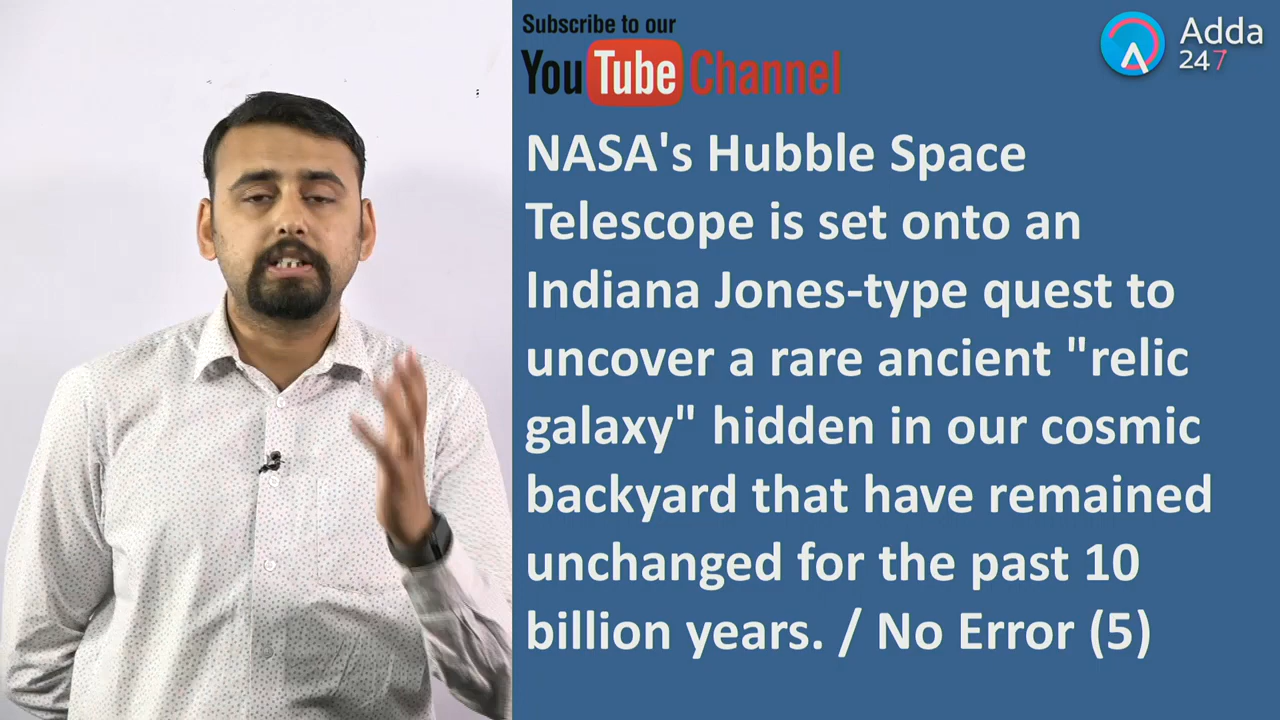 Subscribe to our
YouTube Channel
Adda
247
NASA's Hubble Space
Telescope is set onto an
Indiana Jones-type quest to
uncover a rare ancient "relic
galaxy" hidden in our cosmic
backyard that have remained
unchanged for the past 10
billion years. / No Error (5)